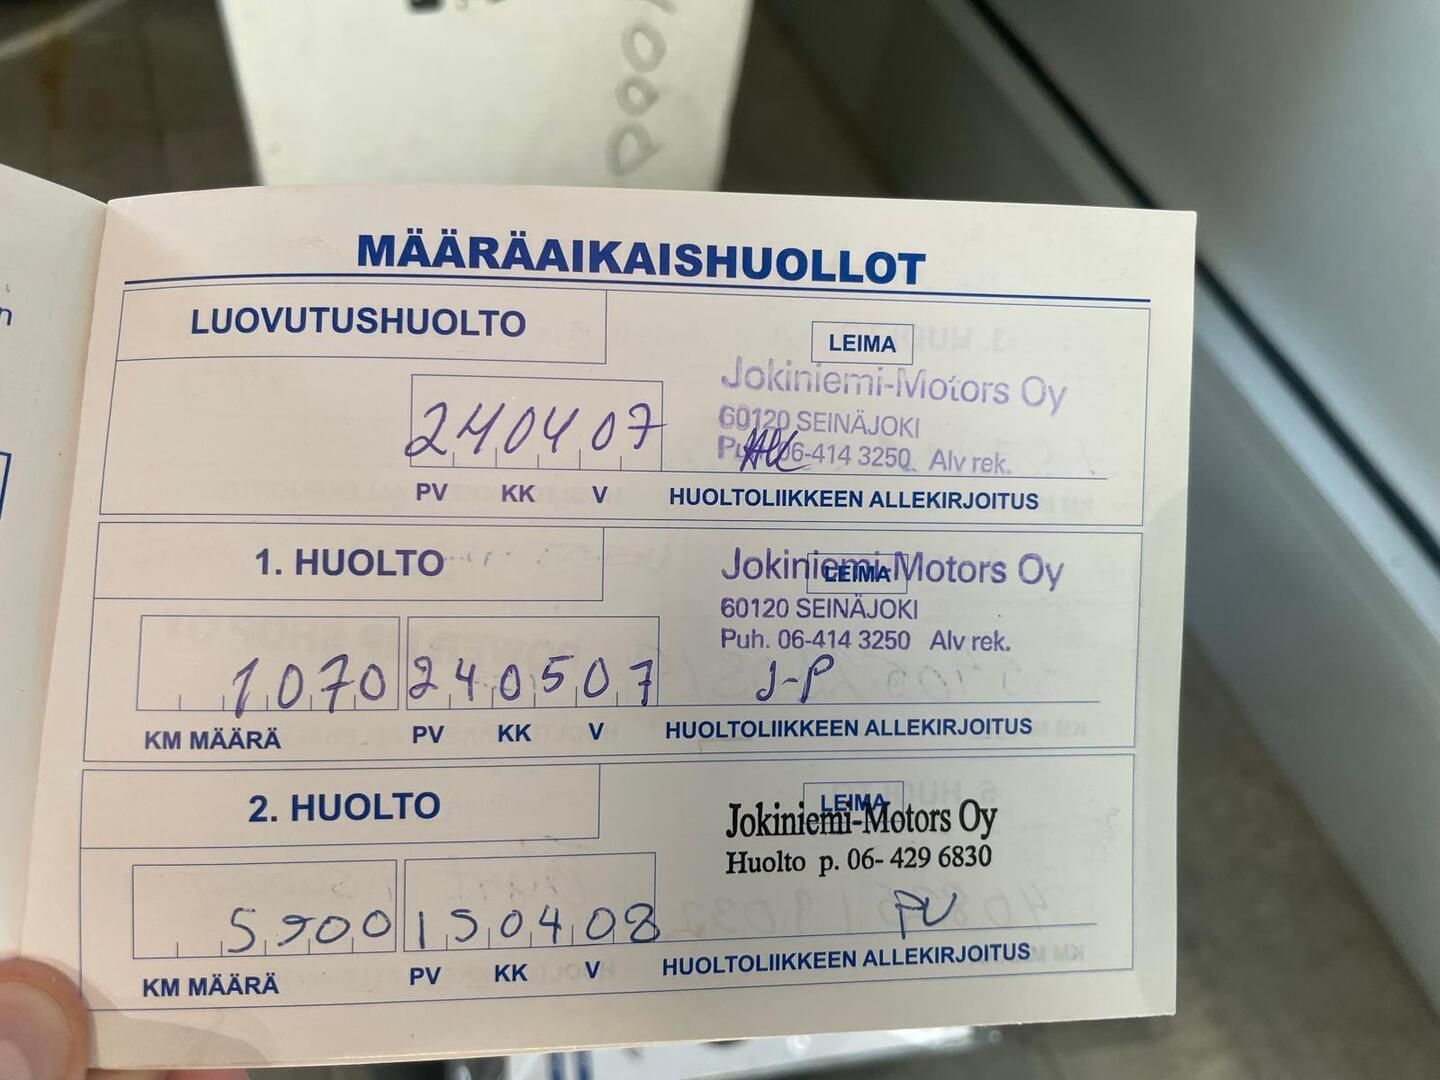 MÄÄRÄAIKAISHUOLLOT
LUOVUTUSHUOLTO
LEIMA
Jokiniemi-Motors Oy
60120 SEINÄJOKI
Puh. 06-414 3250 Alv rek.
240407
PV KK V HUOLTOLIIKKEEN ALLEKIRJOITUS
1. HUOLTO
LEIMA
Jokiniemi-Motors Oy
60120 SEINÄJOKI
Puh. 06-414 3250 Alv rek.
1070 240507 J-P
KM MÄÄRÄ PV KK V HUOLTOLIIKKEEN ALLEKIRJOITUS
2. HUOLTO
LEIMA
Jokiniemi-Motors Oy
Huolto p. 06- 429 6830
5900 150408
KM MÄÄRÄ PV KK V HUOLTOLIIKKEEN ALLEKIRJOITUS